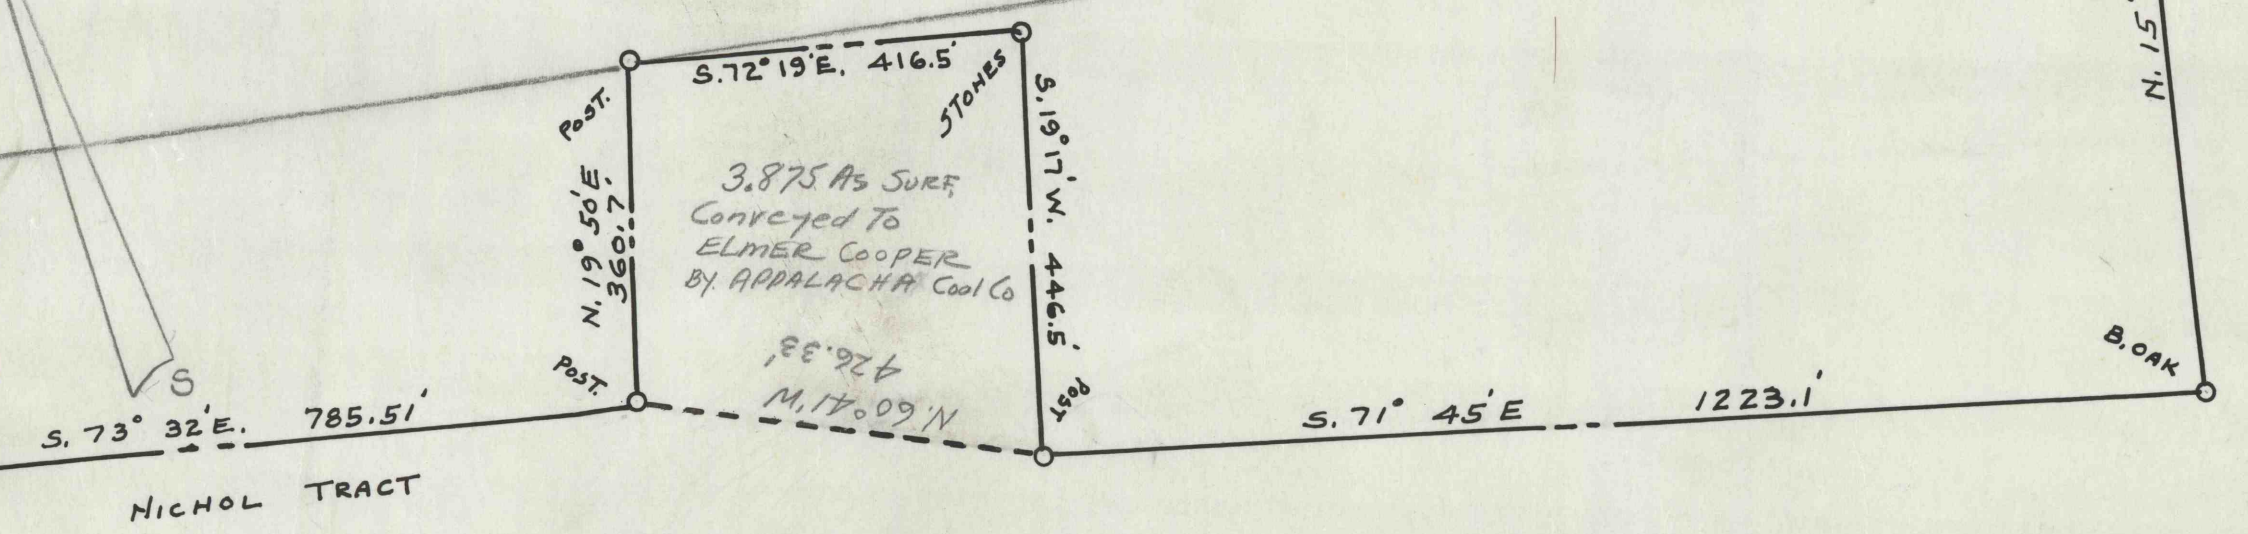 S. 72° 19' E. 416.5'
POST.
STONES
N. 19° 50' E
360.7'
S. 19° 17' W. 446.5'
3.875 As SURF,
Conveyed To
ELMER COOPER
BY. APPALACHA Cool Co
N. 60° 41' W
426.33'
POST.
POST
S. 73° 32' E. 785.51'
S
NICHOL TRACT
S. 71° 45' E 1223.1'
B. OAK
51 'N